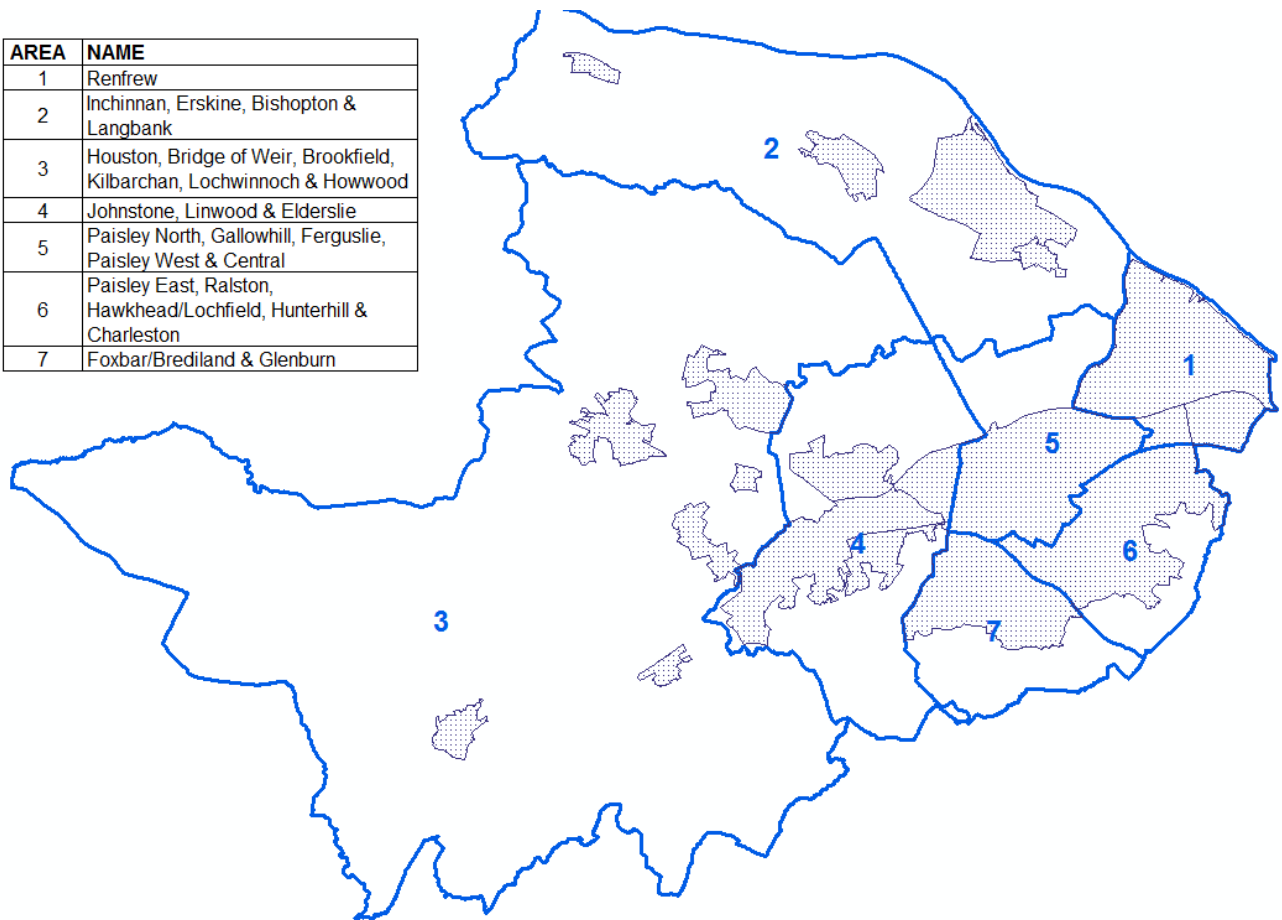 AREA NAME
1 Renfrew
2 Inchinnan, Erskine, Bishopton &
Langbank
3 Houston, Bridge of Weir, Brookfield,
Kilbarchan, Lochwinnoch & Howwood
4 Johnstone, Linwood & Elderslie
5 Paisley North, Gallowhill, Ferguslie,
Paisley West & Central
6 Paisley East, Ralston,
Hawkhead/Lochfield, Hunterhill &
Charleston
7 Foxbar/Brediland & Glenburn
2
1
5
4
6
3
7